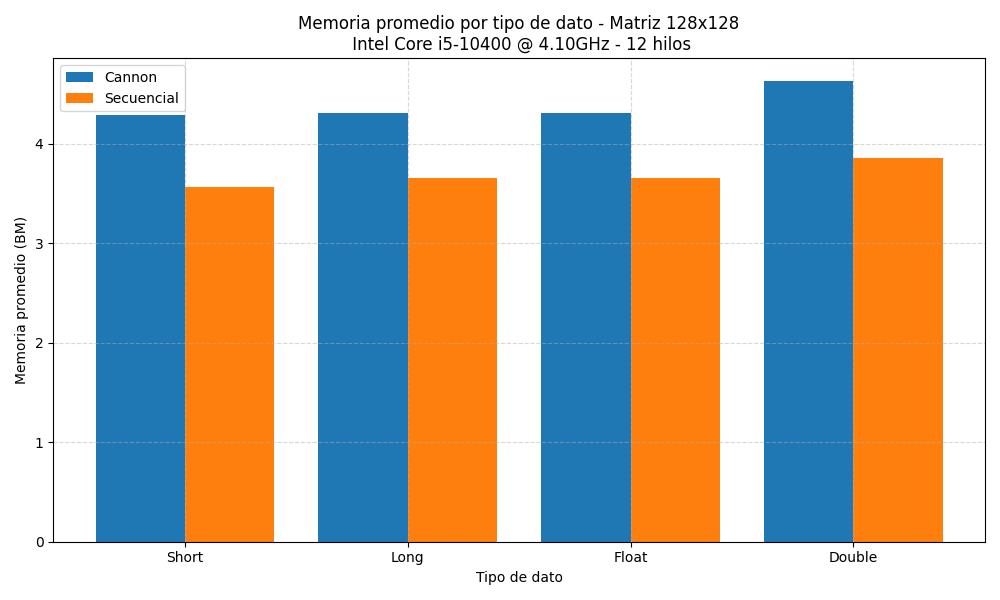 Memoria promedio por tipo de dato - Matriz 128x128
Intel Core i5-10400 @ 4.10GHz - 12 hilos
Cannon
Secuencial
Memoria promedio (BM)
4
3
2
1
0
Short
Long
Float
Double
Tipo de dato